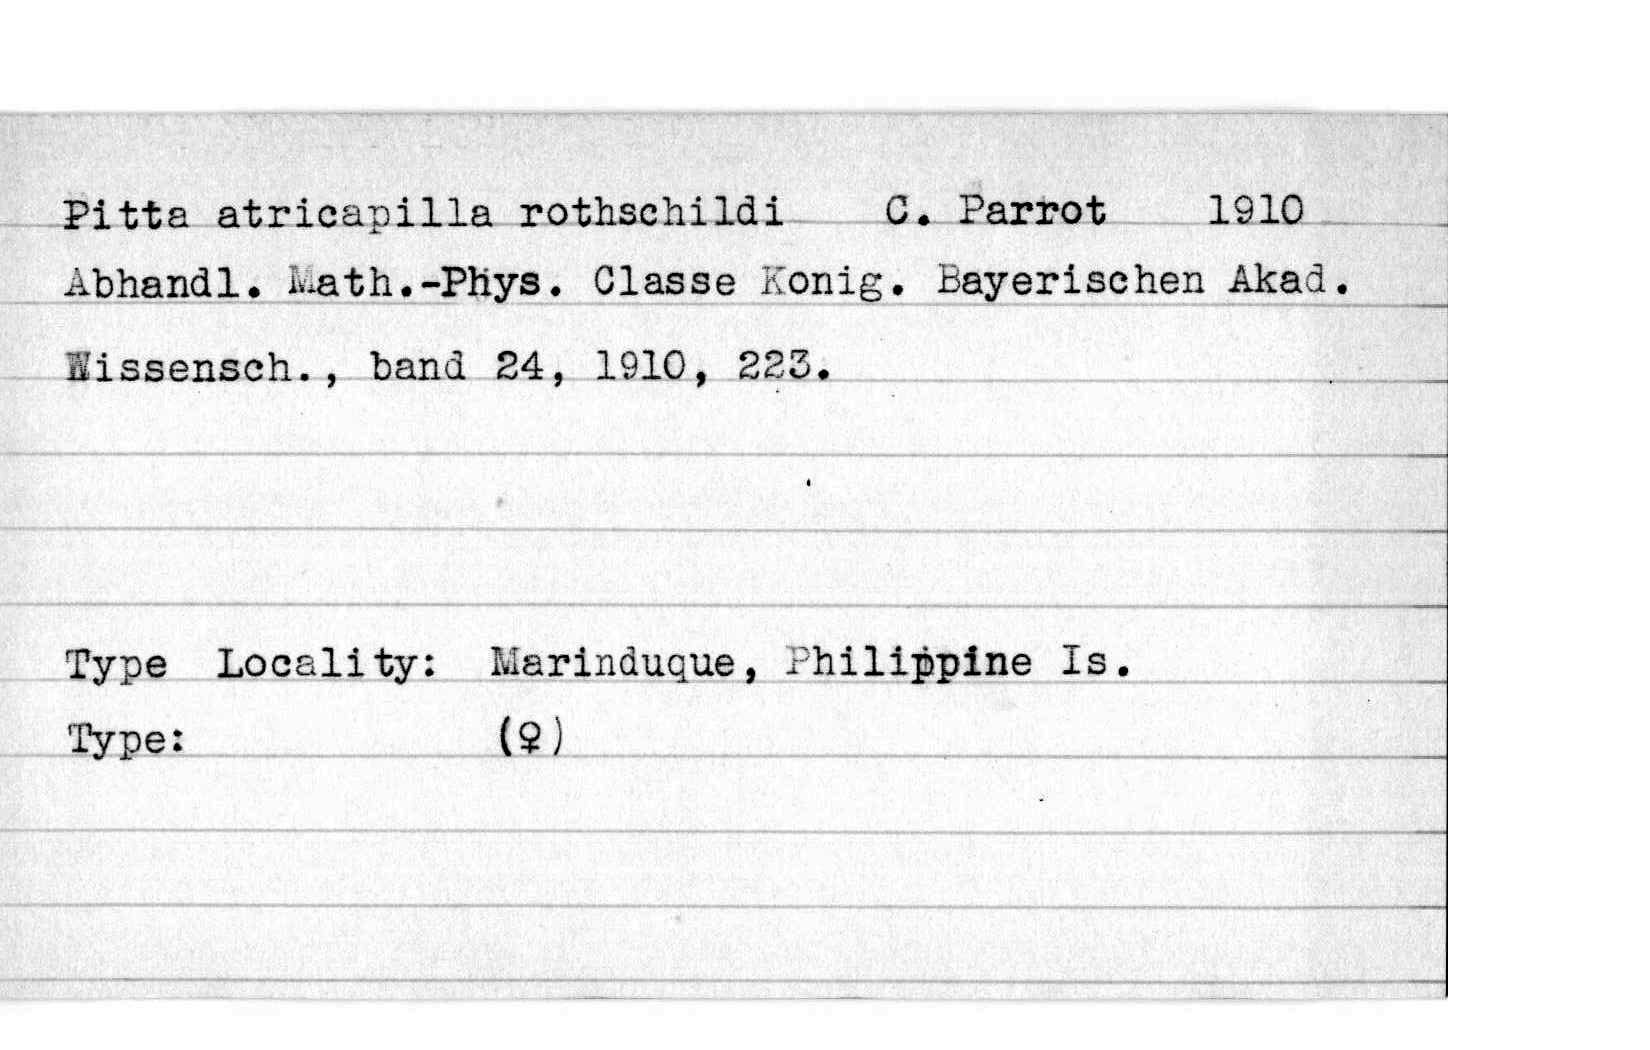 Pitta atricapilla rothschildi C. Parrot 1910
Abhandl. Math.-Phys. Classe Konig. Bayerischen Akad.
Wissensch., band 24, 1910, 223.
Type Locality: Marinduque, Philippine Is.
Type: (♀)